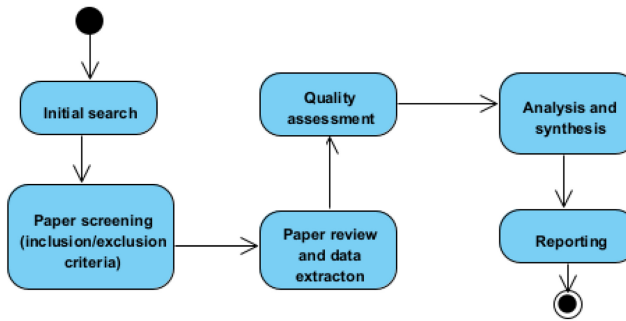 Initial search
Paper screening
(inclusion/exclusion
criteria)
Paper review
and data
extracton
Quality
assessment
Analysis and
synthesis
Reporting